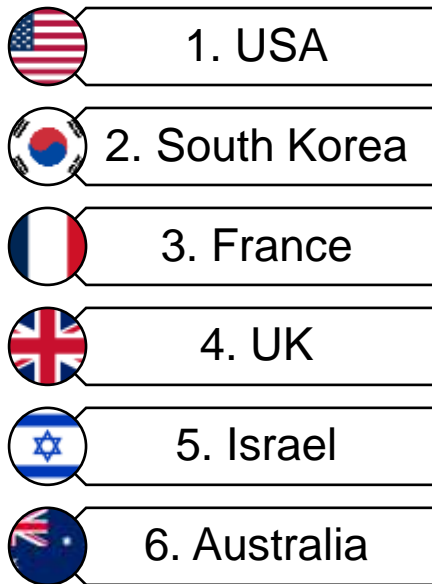 1. USA
2. South Korea
3. France
4. UK
5. Israel
6. Australia